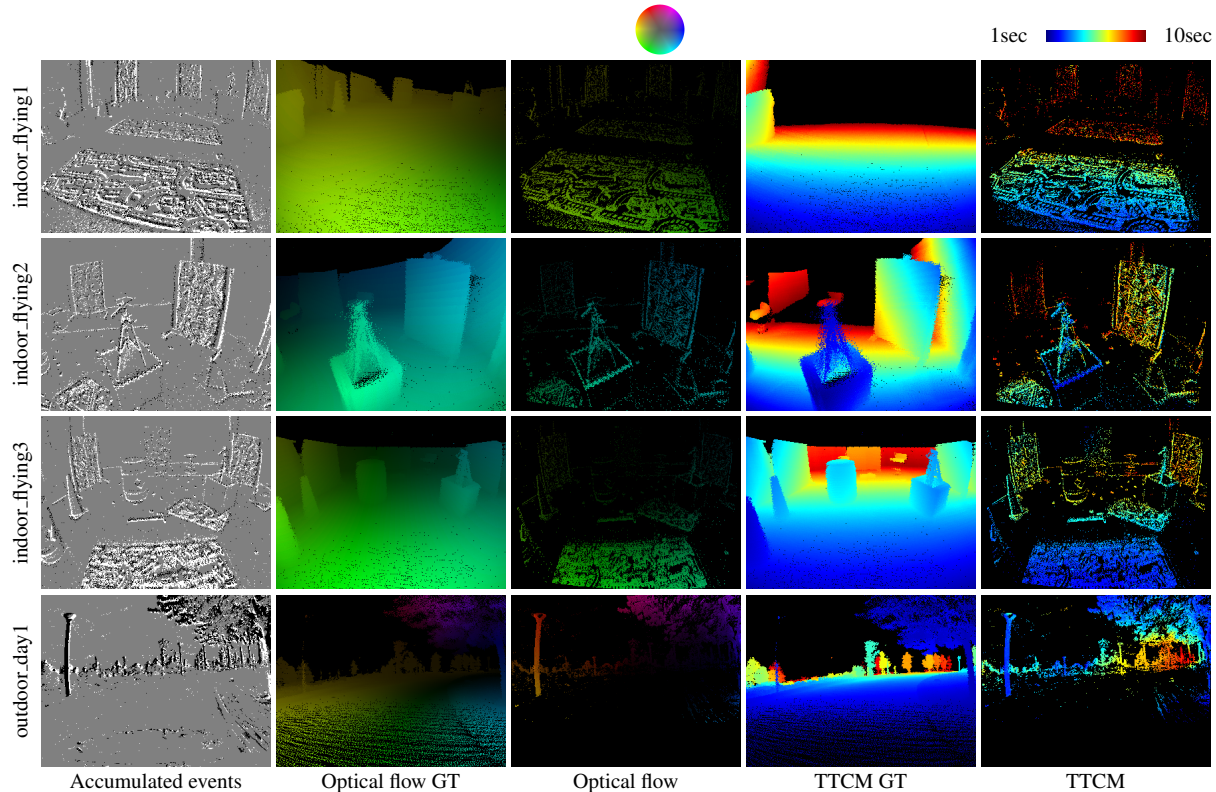 1sec 10sec
indoor_flying1
indoor_flying2
indoor_flying3
outdoor_day1
Accumulated events Optical flow GT Optical flow TTCM GT TTCM